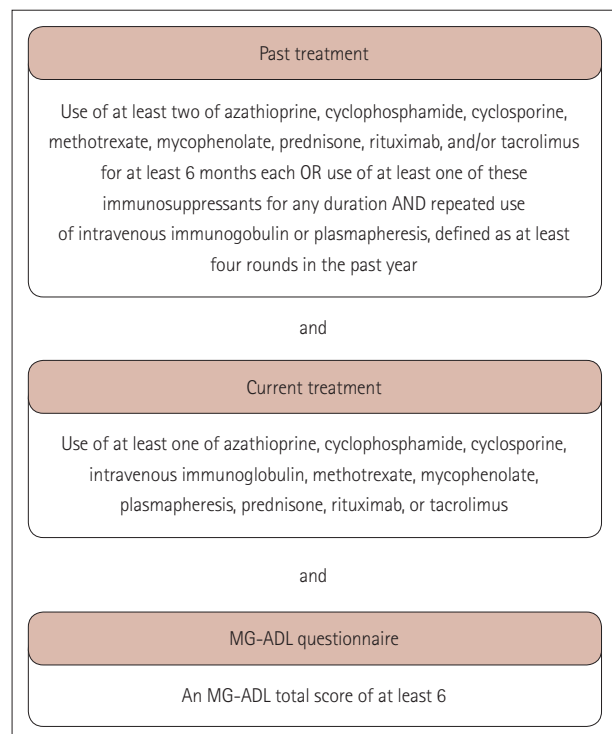 Past treatment
Use of at least two of azathioprine, cyclophosphamide, cyclosporine,
methotrexate, mycophenolate, prednisone, rituximab, and/or tacrolimus
for at least 6 months each OR use of at least one of these
immunosuppressants for any duration AND repeated use
of intravenous immunogobulin or plasmapheresis, defined as at least
four rounds in the past year
and
Current treatment
Use of at least one of azathioprine, cyclophosphamide, cyclosporine,
intravenous immunoglobulin, methotrexate, mycophenolate,
plasmapheresis, prednisone, rituximab, or tacrolimus
and
MG-ADL questionnaire
An MG-ADL total score of at least 6